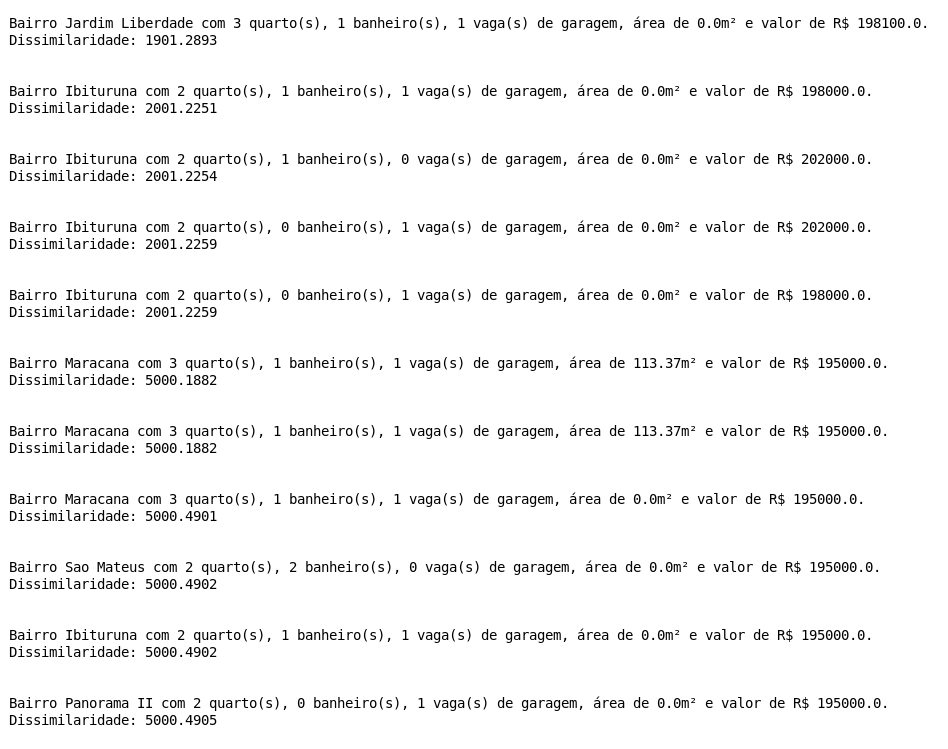 Bairro Jardim Liberdade com 3 quarto(s), 1 banheiro(s), 1 vaga(s) de garagem, área de 0.0m² e valor de R$ 198100.0.
Dissimilaridade: 1901.2893
Bairro Ibituruna com 2 quarto(s), 1 banheiro(s), 1 vaga(s) de garagem, área de 0.0m² e valor de R$ 198000.0.
Dissimilaridade: 2001.2251
Bairro Ibituruna com 2 quarto(s), 1 banheiro(s), 0 vaga(s) de garagem, área de 0.0m² e valor de R$ 202000.0.
Dissimilaridade: 2001.2254
Bairro Ibituruna com 2 quarto(s), 0 banheiro(s), 1 vaga(s) de garagem, área de 0.0m² e valor de R$ 202000.0.
Dissimilaridade: 2001.2259
Bairro Ibituruna com 2 quarto(s), 0 banheiro(s), 1 vaga(s) de garagem, área de 0.0m² e valor de R$ 198000.0.
Dissimilaridade: 2001.2259
Bairro Maracana com 3 quarto(s), 1 banheiro(s), 1 vaga(s) de garagem, área de 113.37m² e valor de R$ 195000.0.
Dissimilaridade: 5000.1882
Bairro Maracana com 3 quarto(s), 1 banheiro(s), 1 vaga(s) de garagem, área de 113.37m² e valor de R$ 195000.0.
Dissimilaridade: 5000.1882
Bairro Maracana com 3 quarto(s), 1 banheiro(s), 1 vaga(s) de garagem, área de 0.0m² e valor de R$ 195000.0.
Dissimilaridade: 5000.4901
Bairro Sao Mateus com 2 quarto(s), 2 banheiro(s), 0 vaga(s) de garagem, área de 0.0m² e valor de R$ 195000.0.
Dissimilaridade: 5000.4902
Bairro Ibituruna com 2 quarto(s), 1 banheiro(s), 1 vaga(s) de garagem, área de 0.0m² e valor de R$ 195000.0.
Dissimilaridade: 5000.4902
Bairro Panorama II com 2 quarto(s), 0 banheiro(s), 1 vaga(s) de garagem, área de 0.0m² e valor de R$ 195000.0.
Dissimilaridade: 5000.4905